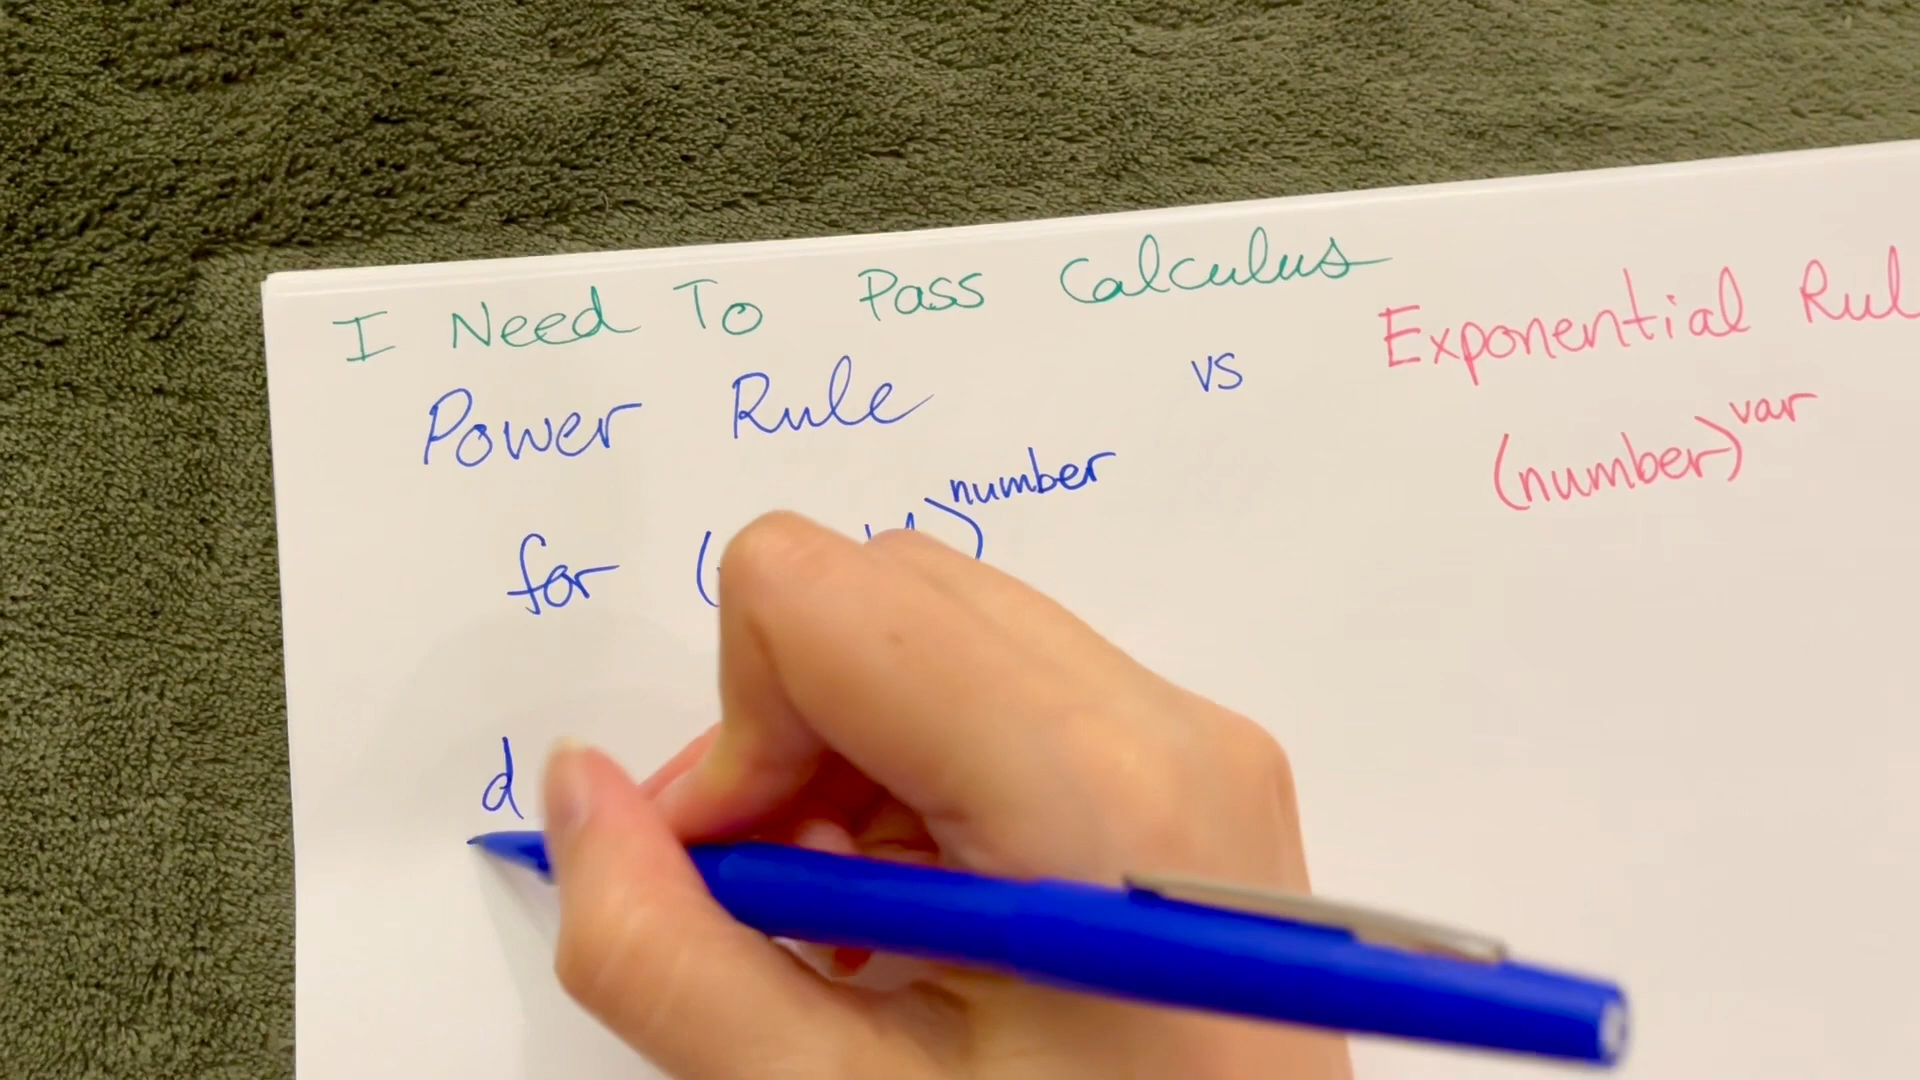 I Need To Pass Calculus
Power Rule vs Exponential Rul
for ( )number
(number)var
d